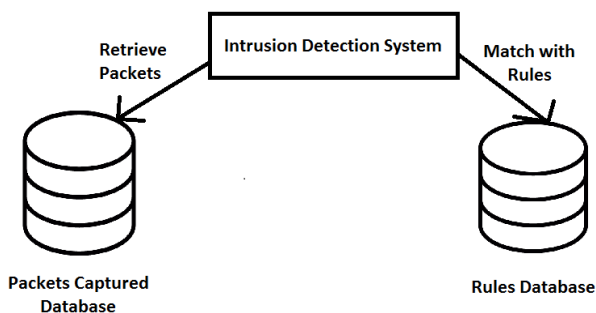 Intrusion Detection System
Retrieve
Packets
Match with
Rules
Packets Captured
Database
Rules Database